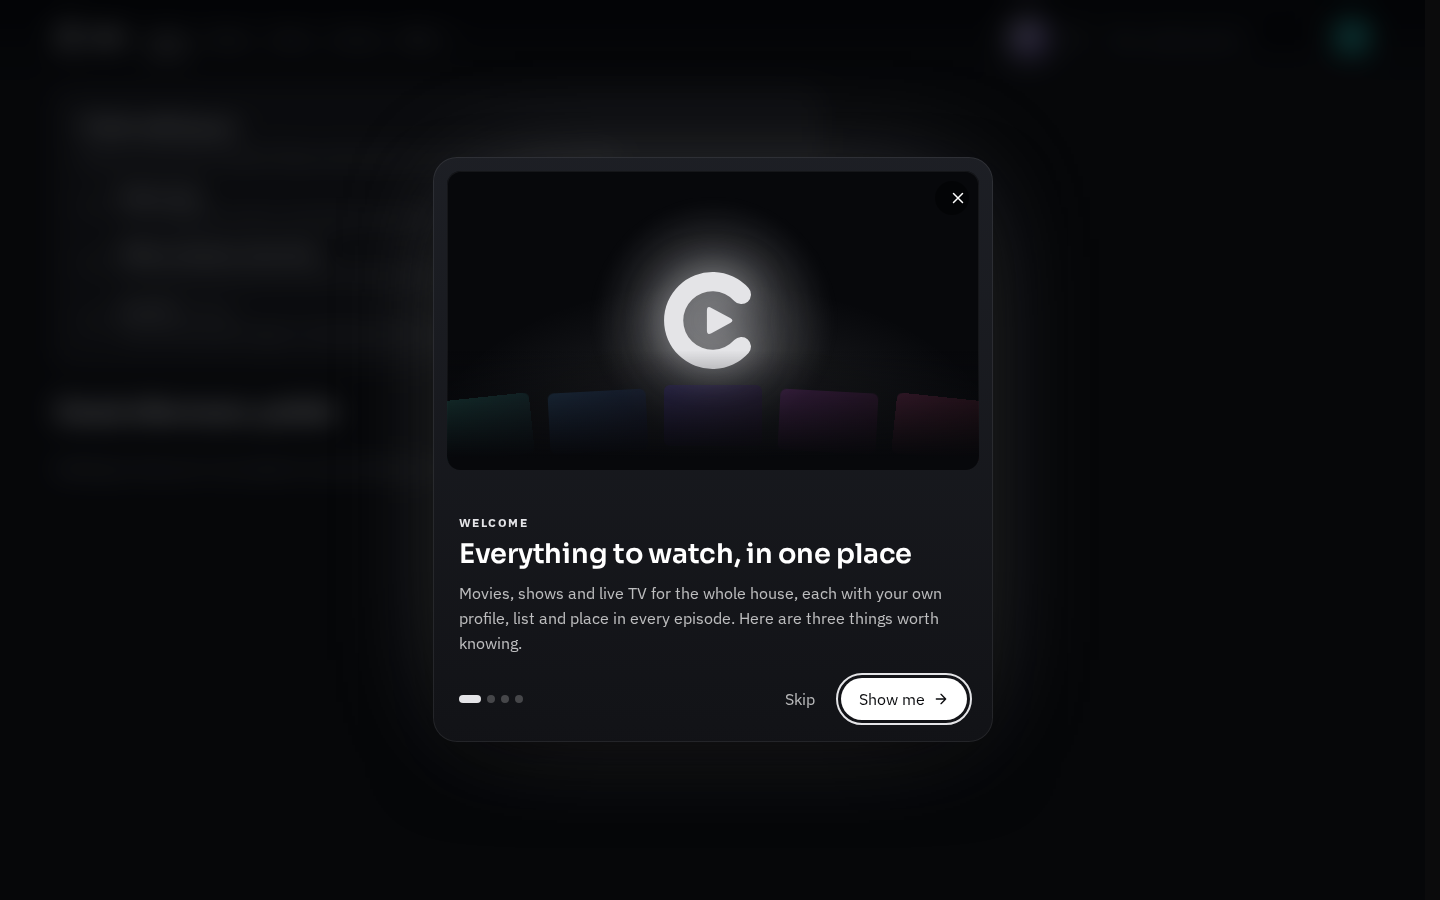 WELCOME
Everything to watch, in one place
Movies, shows and live TV for the whole house, each with your own
profile, list and place in every episode. Here are three things worth
knowing.
Skip
Show me